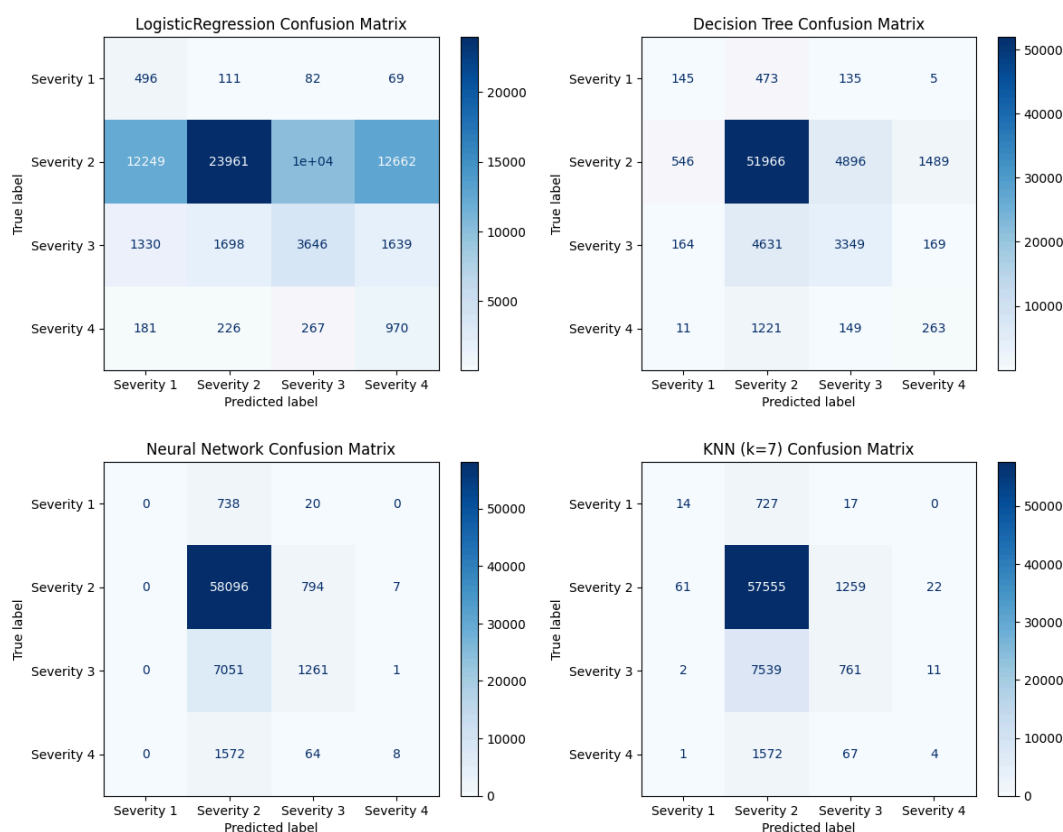 LogisticRegression Confusion Matrix
Severity 1 496 111 82 69
Severity 2 12249 23961 1e+04 12662
Severity 3 1330 1698 3646 1639
Severity 4 181 226 267 970
Severity 1 Severity 2 Severity 3 Severity 4
Predicted label
True label
20000
15000
10000
5000
Decision Tree Confusion Matrix
Severity 1 145 473 135 5
Severity 2 546 51966 4896 1489
Severity 3 164 4631 3349 169
Severity 4 11 1221 149 263
Severity 1 Severity 2 Severity 3 Severity 4
Predicted label
True label
50000
40000
30000
20000
10000
Neural Network Confusion Matrix
Severity 1 0 738 20 0
Severity 2 0 58096 794 7
Severity 3 0 7051 1261 1
Severity 4 0 1572 64 8
Severity 1 Severity 2 Severity 3 Severity 4
Predicted label
True label
50000
40000
30000
20000
10000
0
KNN (k=7) Confusion Matrix
Severity 1 14 727 17 0
Severity 2 61 57555 1259 22
Severity 3 2 7539 761 11
Severity 4 1 1572 67 4
Severity 1 Severity 2 Severity 3 Severity 4
Predicted label
True label
50000
40000
30000
20000
10000
0